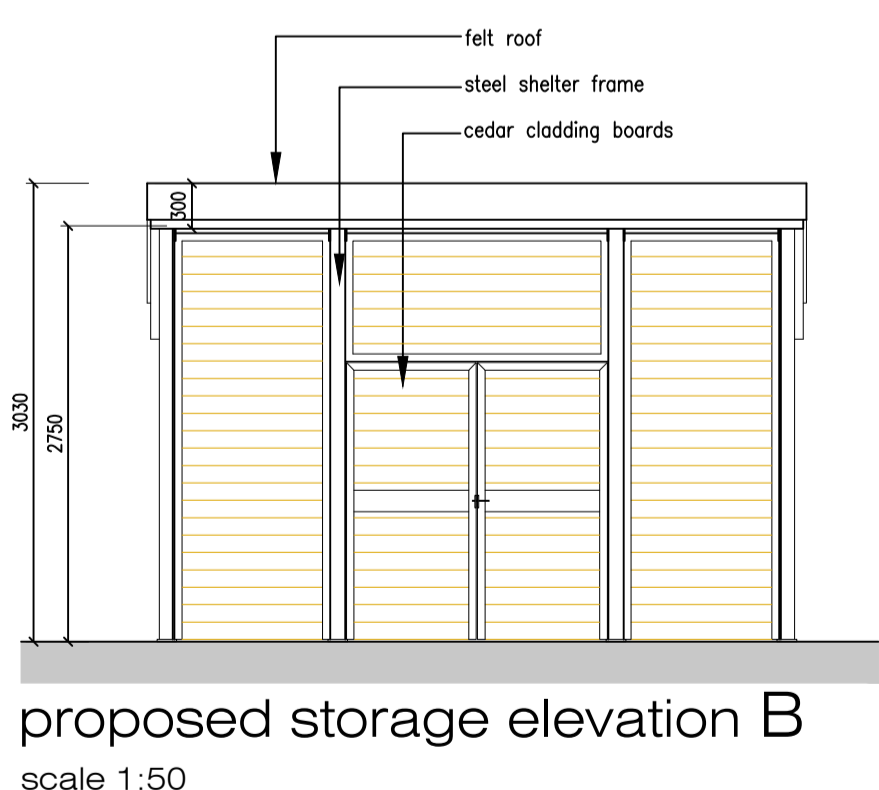 felt roof
steel shelter frame
cedar cladding boards
300
3030
2750
proposed storage elevation B
scale 1:50